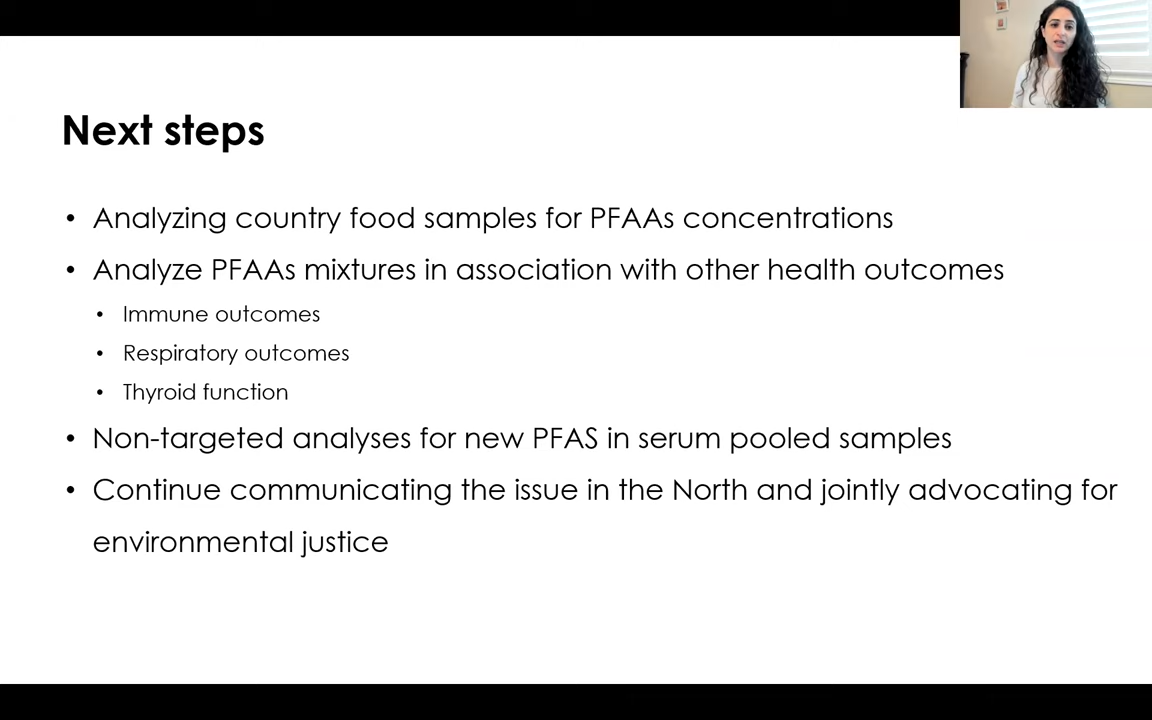 Next steps
• Analyzing country food samples for PFAAs concentrations
• Analyze PFAAs mixtures in association with other health outcomes
• Immune outcomes
• Respiratory outcomes
• Thyroid function
• Non-targeted analyses for new PFAS in serum pooled samples
• Continue communicating the issue in the North and jointly advocating for
environmental justice